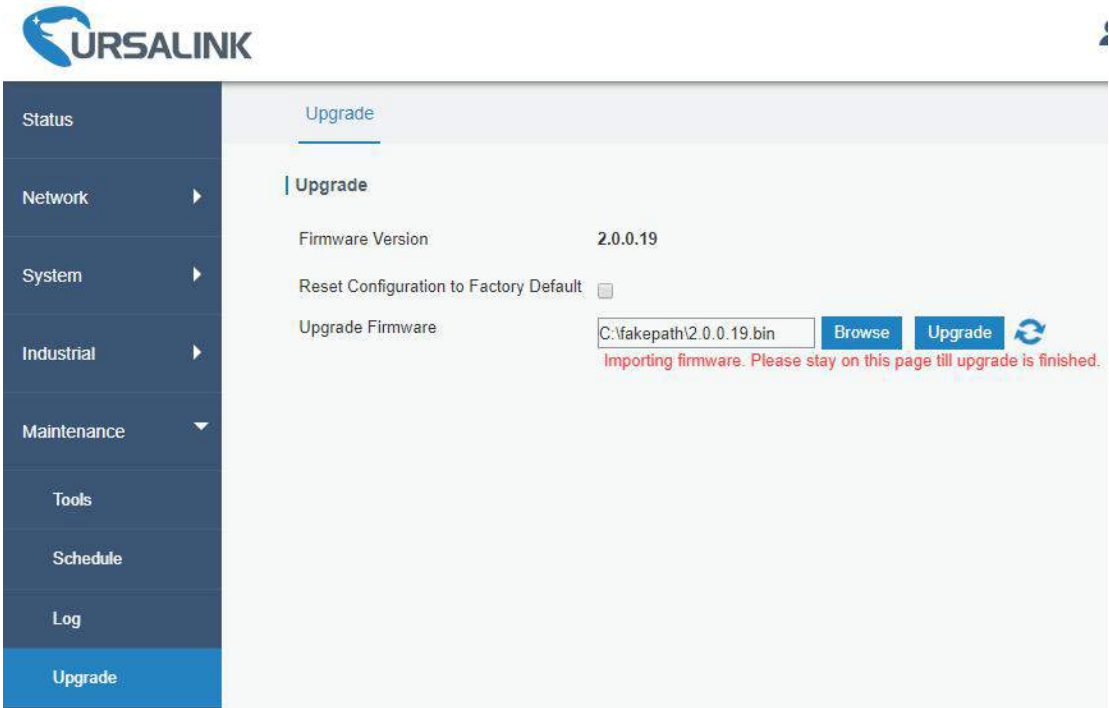 URSALINK
Status
Network
System
Industrial
Maintenance
Tools
Schedule
Log
Upgrade
Upgrade
Upgrade
Firmware Version 2.0.0.19
Reset Configuration to Factory Default
Upgrade Firmware C:\fakepath\2.0.0.19.bin Browse Upgrade
Importing firmware. Please stay on this page till upgrade is finished.